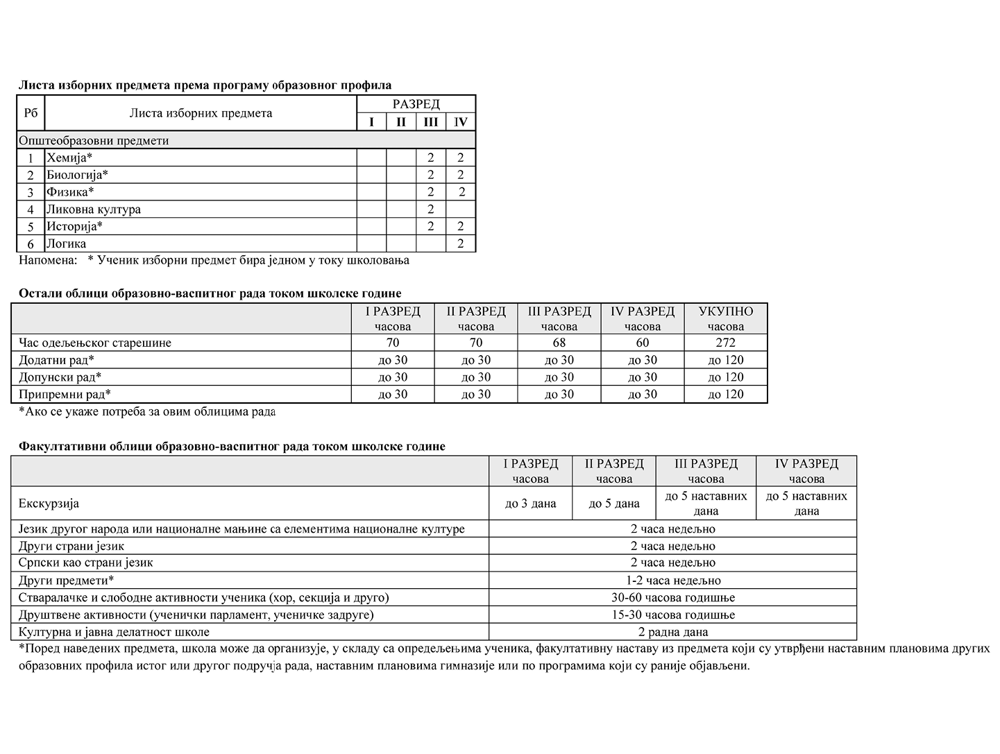 Листа изборних предмета према програму образовног профила
Рб Листа изборних предмета РАЗРЕД
I II III IV
Општеобразовни предмети
1 Хемија* 2 2
2 Биологија* 2 2
3 Физика* 2 2
4 Ликовна култура 2
5 Историја* 2 2
6 Логика 2
Напомена: * Ученик изборни предмет бира једном у току школовања
Остали облици образовно-васпитног рада током школске године
I РАЗРЕД II РАЗРЕД III РАЗРЕД IV РАЗРЕД УКУПНО
часова часова часова часова часова
Час одељењског старешине 70 70 68 60 272
Додатни рад* до 30 до 30 до 30 до 30 до 120
Допунски рад* до 30 до 30 до 30 до 30 до 120
Припремни рад* до 30 до 30 до 30 до 30 до 120
*Ако се укаже потреба за овим облицима рада
Факултативни облици образовно-васпитног рада током школске године
I РАЗРЕД II РАЗРЕД III РАЗРЕД IV РАЗРЕД
часова часова часова часова
Екскурзија до 3 дана до 5 дана до 5 наставних дана до 5 наставних дана
Језик другог народа или националне мањине са елементима националне културе 2 часа недељно
Други страни језик 2 часа недељно
Српски као страни језик 2 часа недељно
Други предмети* 1-2 часа недељно
Стваралачке и слободне активности ученика (хор, секција и друго) 30-60 часова годишње
Друштвене активности (ученички парламент, ученичке задруге) 15-30 часова годишње
Културна и јавна делатност школе 2 радна дана
*Поред наведених предмета, школа може да организује, у складу са опредељењима ученика, факултативну наставу из предмета који су утврђени наставним плановима других
образовних профила истог или другог подручја рада, наставним плановима гимназије или по програмима који су раније објављени.